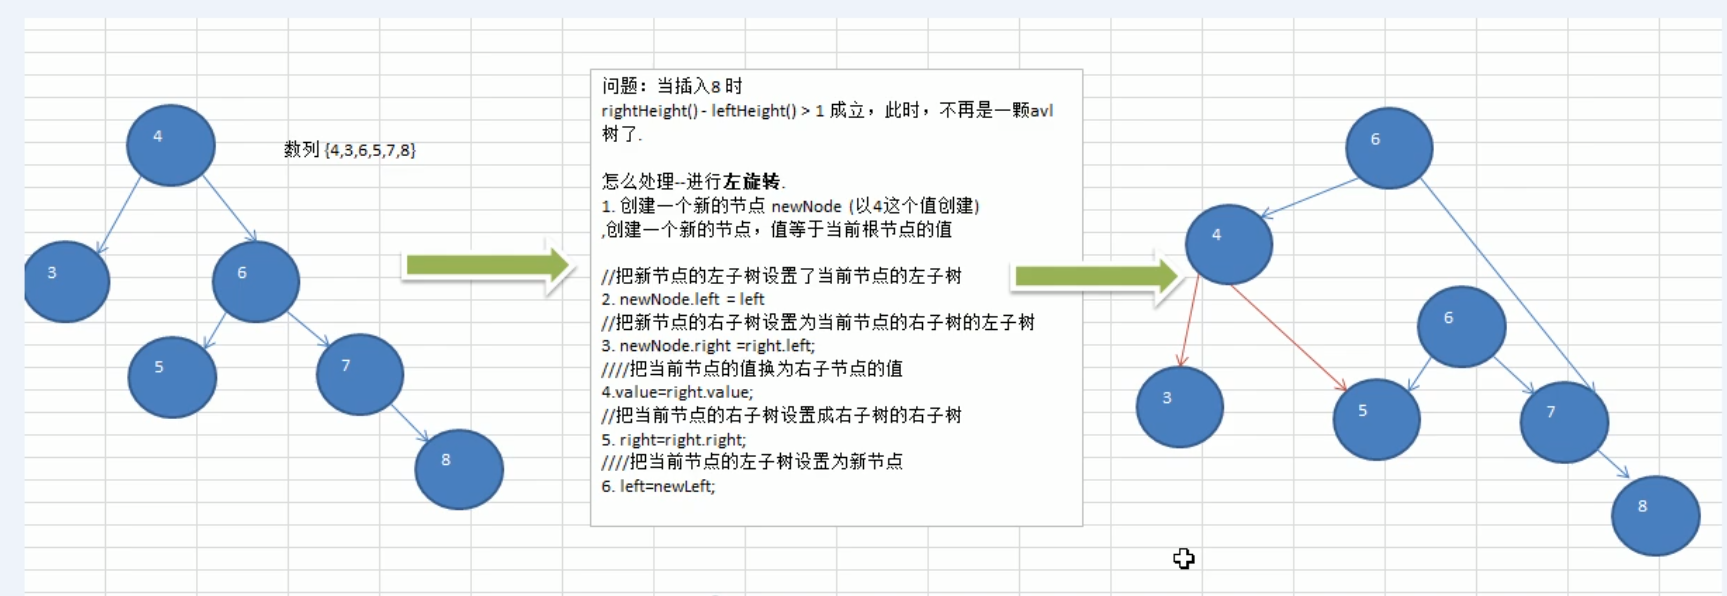 4
数列 {4,3,6,5,7,8}
3
6
5
7
8
问题：当插入8 时
rightHeight() - leftHeight() > 1 成立，此时，不再是一颗avl
树了.
怎么处理--进行左旋转.
1. 创建一个新的节点 newNode (以4这个值创建)
,创建一个新的节点，值等于当前根节点的值
//把新节点的左子树设置了当前节点的左子树
2. newNode.left = left
//把新节点的右子树设置为当前节点的右子树的左子树
3. newNode.right =right.left;
////把当前节点的值换为右子节点的值
4.value=right.value;
//把当前节点的右子树设置成右子树的右子树
5. right=right.right;
////把当前节点的左子树设置为新节点
6. left=newLeft;
6
4
6
3
5
7
8